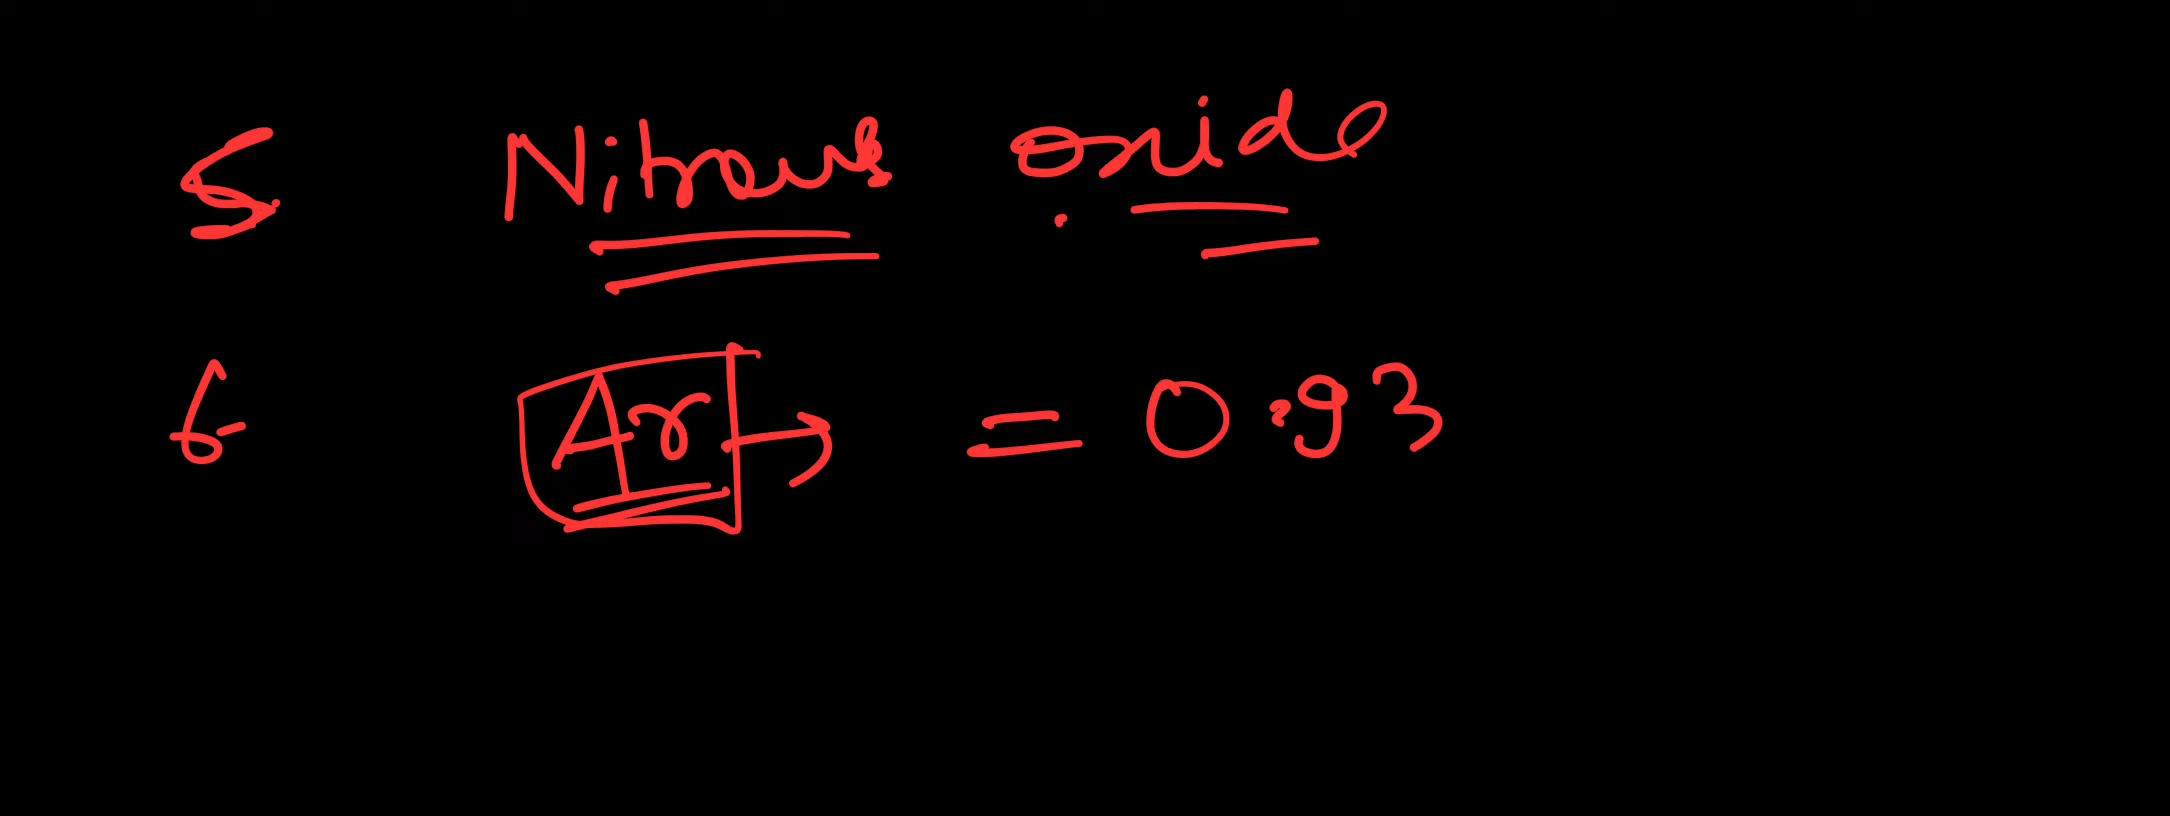 5 Nitrous oxide
6 Ar → = 0.93